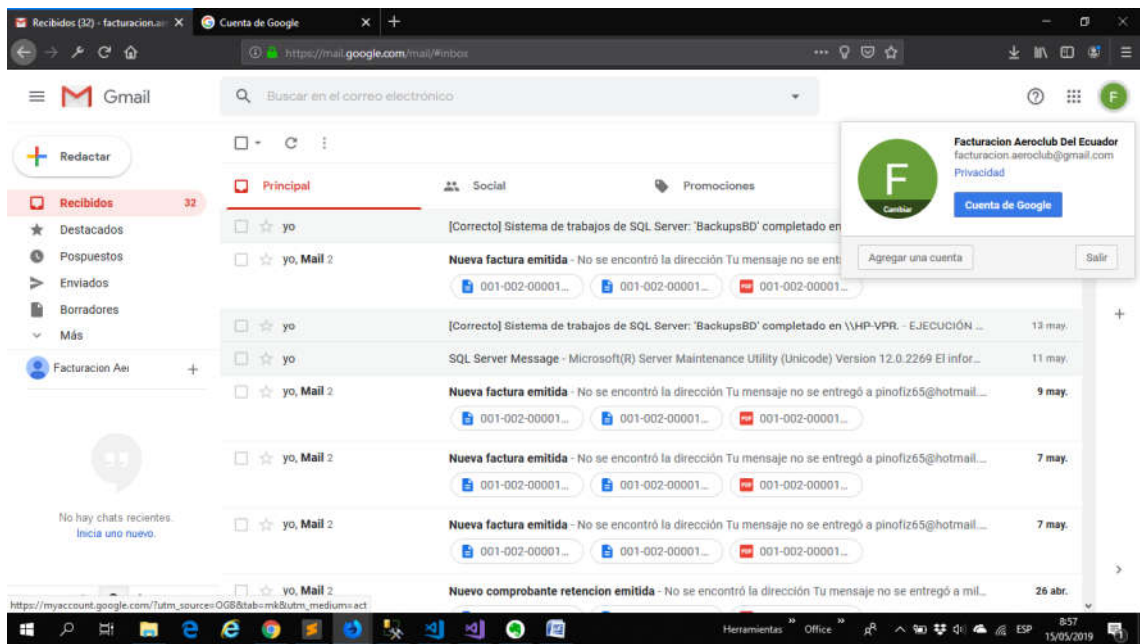 Recibidos (32) - facturacion.ae
Cuenta de Google
https://mail.google.com/mail/#inbox
Gmail
Buscar en el correo electrónico
F
Redactar
Facturacion Aeroclub Del Ecuador
facturacion.aeroclub@gmail.com
Privacidad
F
Cambiar
Cuenta de Google
Agregar una cuenta
Salir
Principal
Social
Promociones
Recibidos 32
Destacados
Pospuestos
Enviados
Borradores
Más
Facturacion Aer
No hay chats recientes.
Inicia uno nuevo.
yo [Correcto] Sistema de trabajos de SQL Server: 'BackupsBD' completado en
yo, Mail 2 Nueva factura emitida - No se encontró la dirección Tu mensaje no se ent
001-002-00001... 001-002-00001... PDF 001-002-00001...
yo [Correcto] Sistema de trabajos de SQL Server: 'BackupsBD' completado en \\HP-VPR. - EJECUCIÓN ... 13 may.
yo SQL Server Message - Microsoft(R) Server Maintenance Utility (Unicode) Version 12.0.2269 El infor... 11 may.
yo, Mail 2 Nueva factura emitida - No se encontró la dirección Tu mensaje no se entregó a pinofiz65@hotmail.... 9 may.
001-002-00001... 001-002-00001... PDF 001-002-00001...
yo, Mail 2 Nueva factura emitida - No se encontró la dirección Tu mensaje no se entregó a pinofiz65@hotmail.... 7 may.
001-002-00001... 001-002-00001... PDF 001-002-00001...
yo, Mail 2 Nueva factura emitida - No se encontró la dirección Tu mensaje no se entregó a pinofiz65@hotmail.... 7 may.
001-002-00001... 001-002-00001... PDF 001-002-00001...
yo, Mail 2 Nuevo comprobante retencion emitida - No se encontró la dirección Tu mensaje no se entregó a mil... 26 abr.
https://myaccount.google.com/?utm_source=OGB&tab=mk&utm_medium=act
Herramientas Office ESP 8:57
15/05/2019